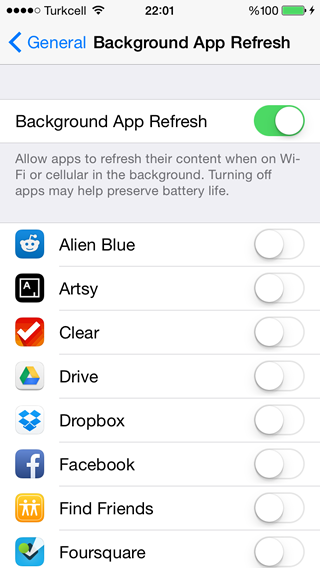 Turkcell 22:01 %100
General Background App Refresh
Background App Refresh
Allow apps to refresh their content when on Wi-
Fi or cellular in the background. Turning off
apps may help preserve battery life.
Alien Blue
A
Artsy
Clear
Drive
Dropbox
f
Facebook
Find Friends
Foursquare